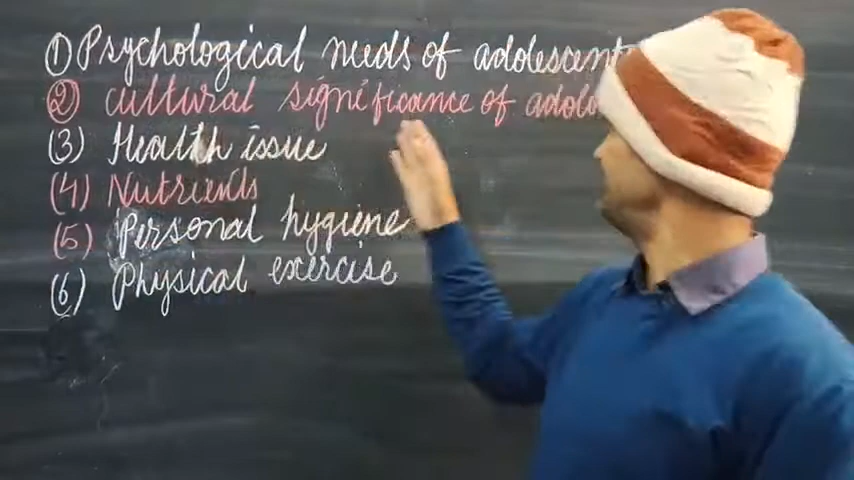 ① Psychological needs of adolescent
② cultural significance of adol
(3) Health issue
(4) Nutrients
(5) Personal hygiene
(6) Physical exercise